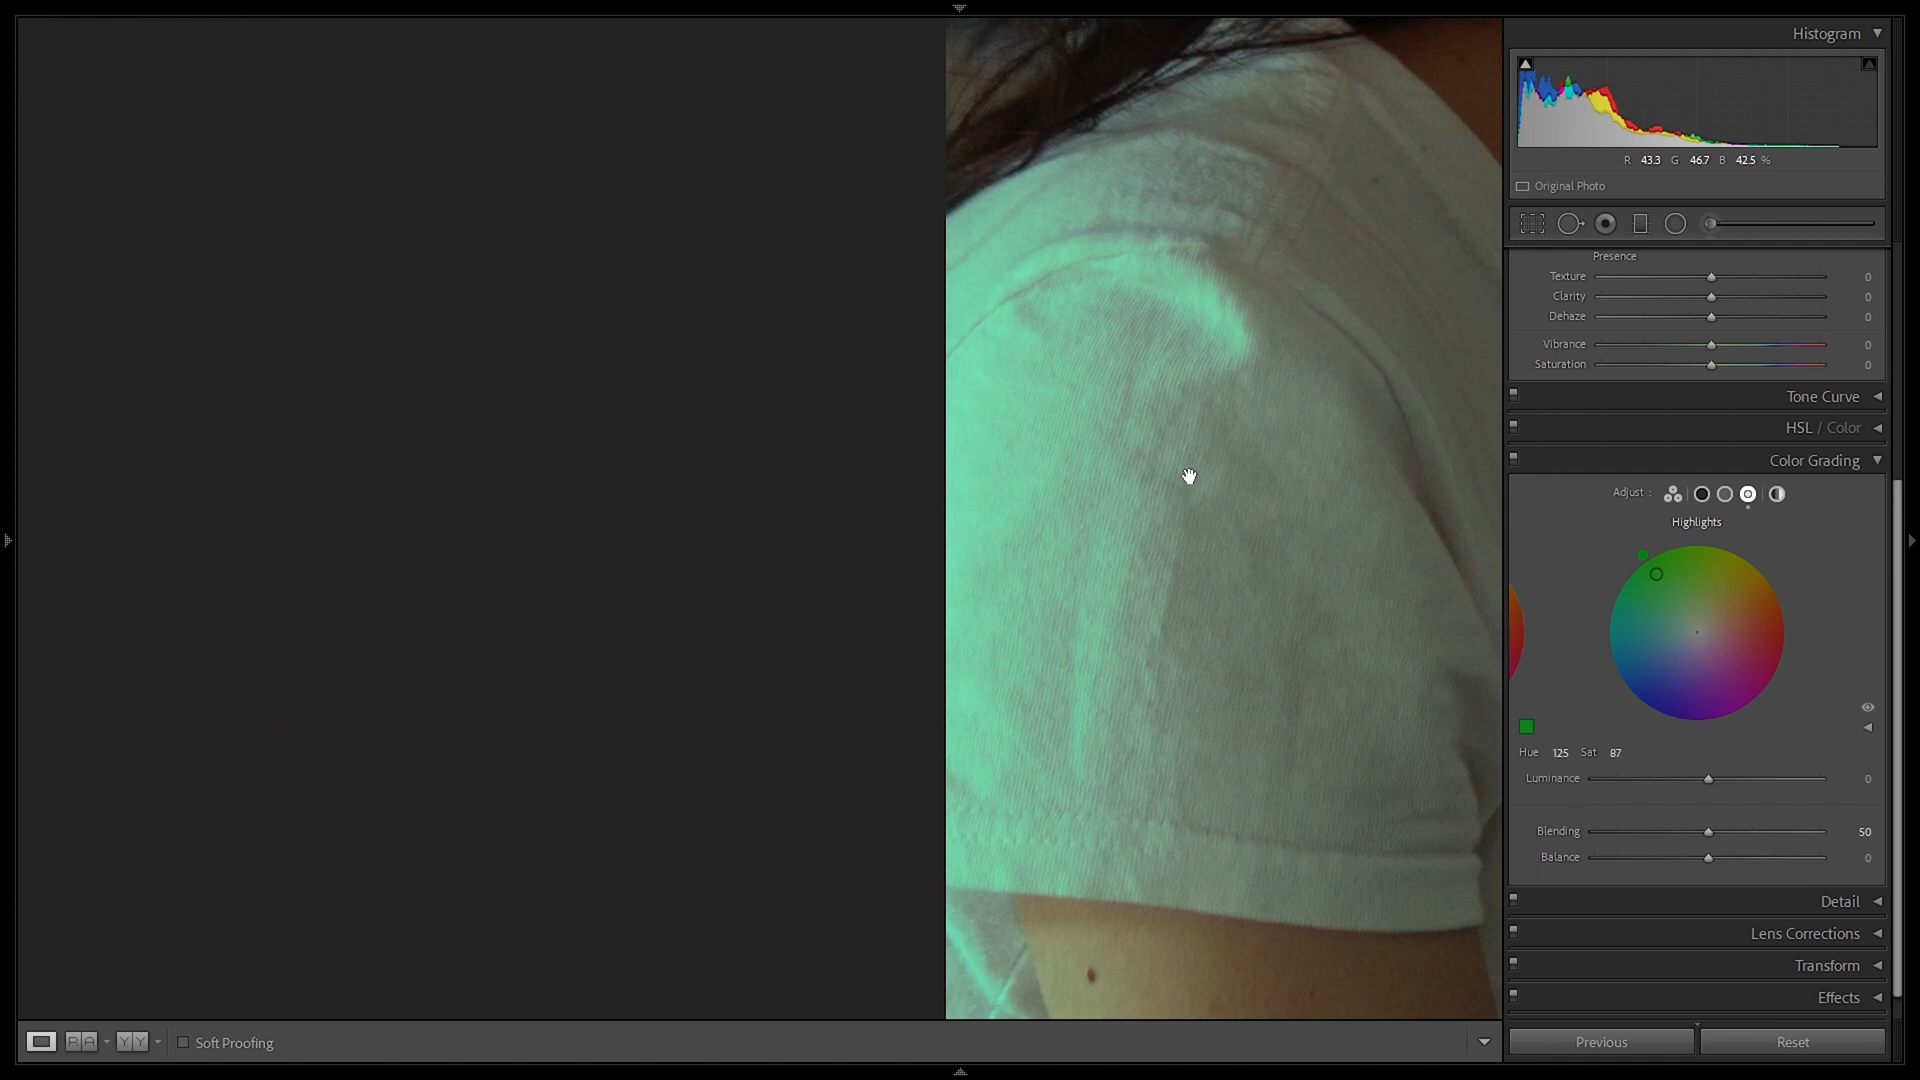 Histogram
R 43.3 G 46.7 B 42.5 %
Original Photo
Presence
Texture 0
Clarity 0
Dehaze 0
Vibrance 0
Saturation 0
Tone Curve
HSL / Color
Color Grading
Adjust :
Highlights
Hue 125 Sat 87
Luminance 0
Blending 50
Balance 0
Detail
Lens Corrections
Transform
Effects
R A Y Y Soft Proofing
Previous Reset